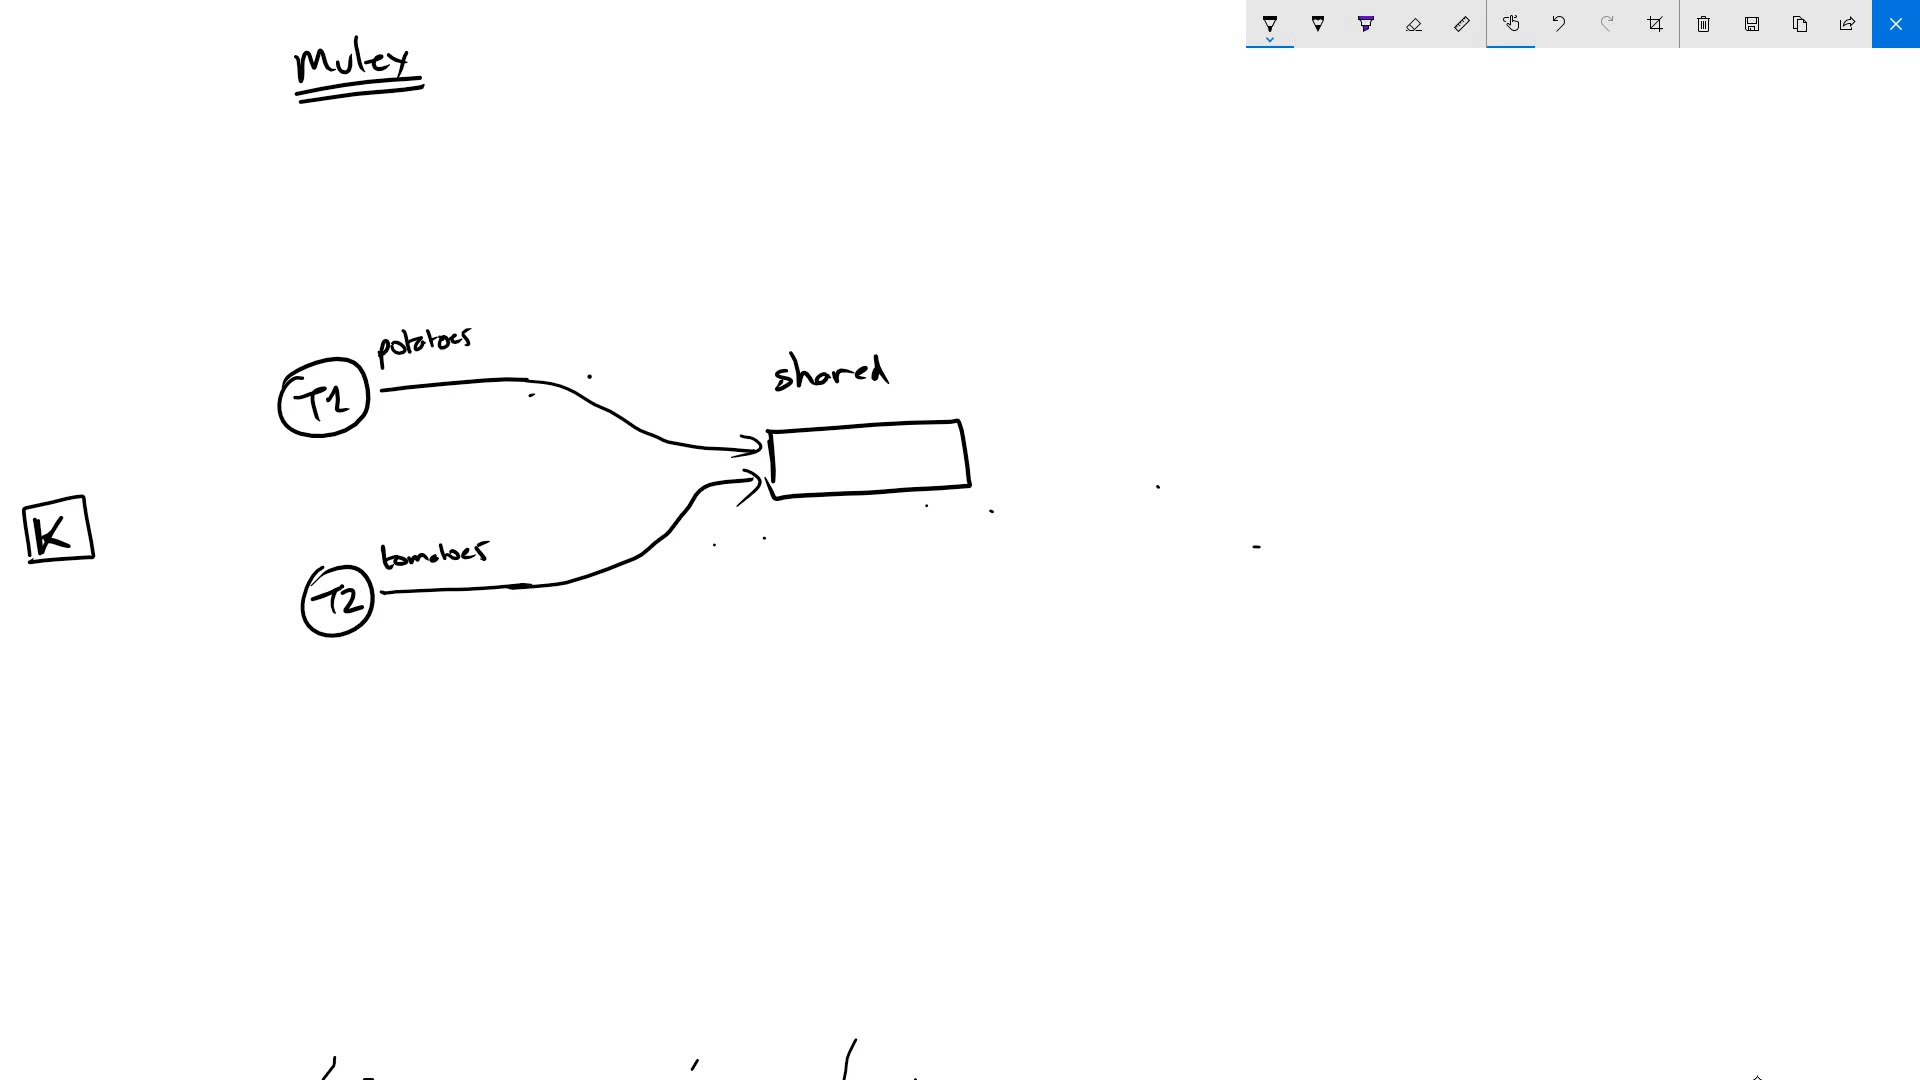 Mutex
potatoes
T1
shared
K
tomatoes
T2